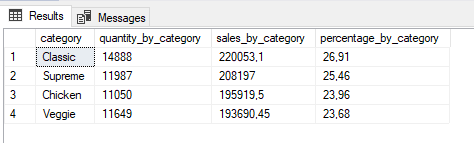 Results Messages
category quantity_by_category sales_by_category percentage_by_category
1 Classic 14888 220053,1 26,91
2 Supreme 11987 208197 25,46
3 Chicken 11050 195919,5 23,96
4 Veggie 11649 193690,45 23,68